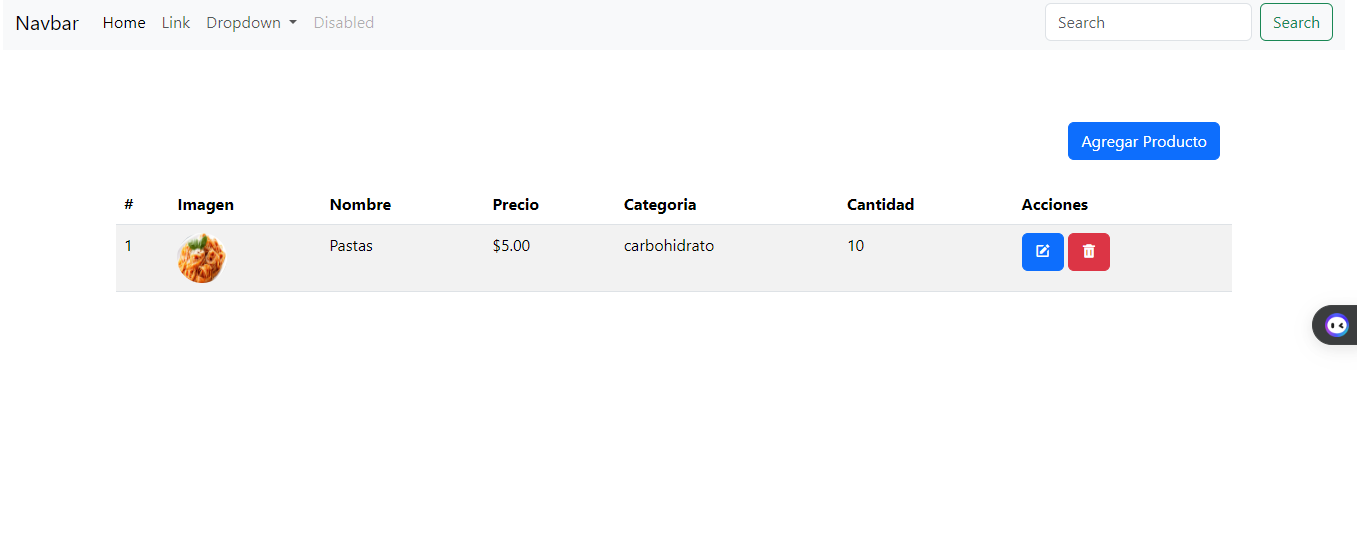 Navbar Home Link Dropdown Disabled Search Search
Agregar Producto
# Imagen Nombre Precio Categoria Cantidad Acciones
1 Pastas $5.00 carbohidrato 10